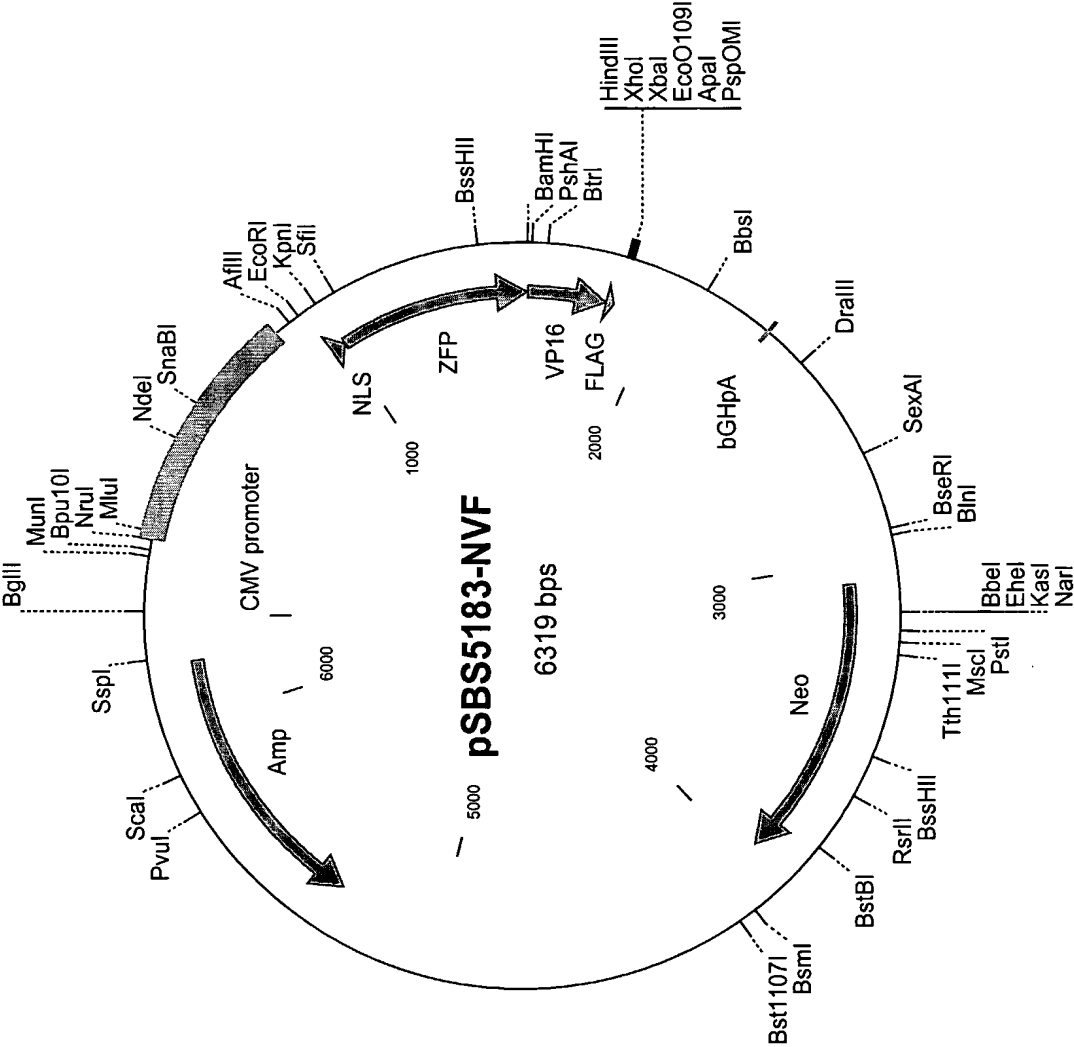 pSBS5183-NVF
6319 bps
BglII
MunI
Bpu10I
NruI
MluI
NdeI
SnaBI
AflII
EcoRI
KpnI
SfiI
BssHII
BamHI
PshAI
BtrI
HindIII
XhoI
XbaI
EcoO109I
ApaI
PspOMI
BbsI
DraIII
SexAI
BseRI
BlnI
BbeI
EheI
KasI
NarI
PstI
MscI
Tth111I
BssHII
RsrII
BstBI
BsmI
Bst1107I
PvuI
ScaI
SspI
CMV promoter
NLS
ZFP
VP16
FLAG
bGHpA
Neo
Amp
1000
2000
3000
4000
5000
6000